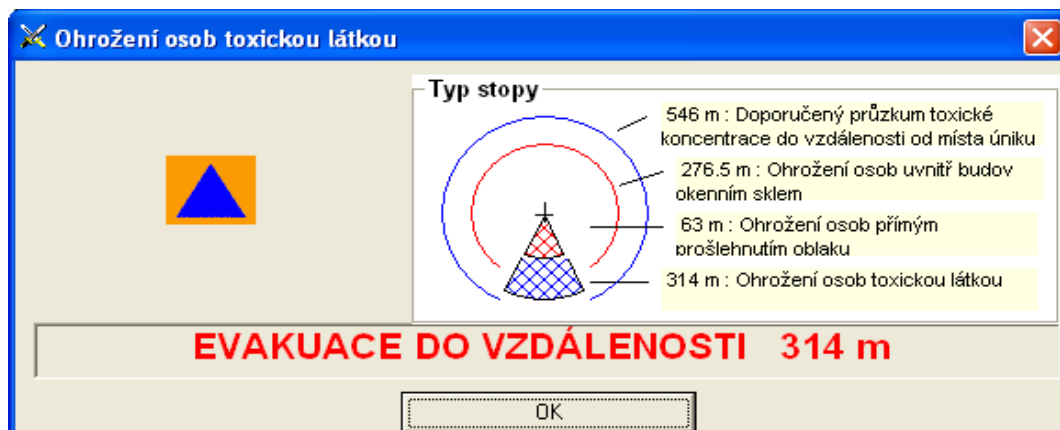 Ohrožení osob toxickou látkou
Typ stopy
546 m : Doporučený průzkum toxické
koncentrace do vzdálenosti od místa úniku
276.5 m : Ohrožení osob uvnitř budov
okenním sklem
63 m : Ohrožení osob přímým
prošlehnutím oblaku
314 m : Ohrožení osob toxickou látkou
EVAKUACE DO VZDÁLENOSTI 314 m
OK